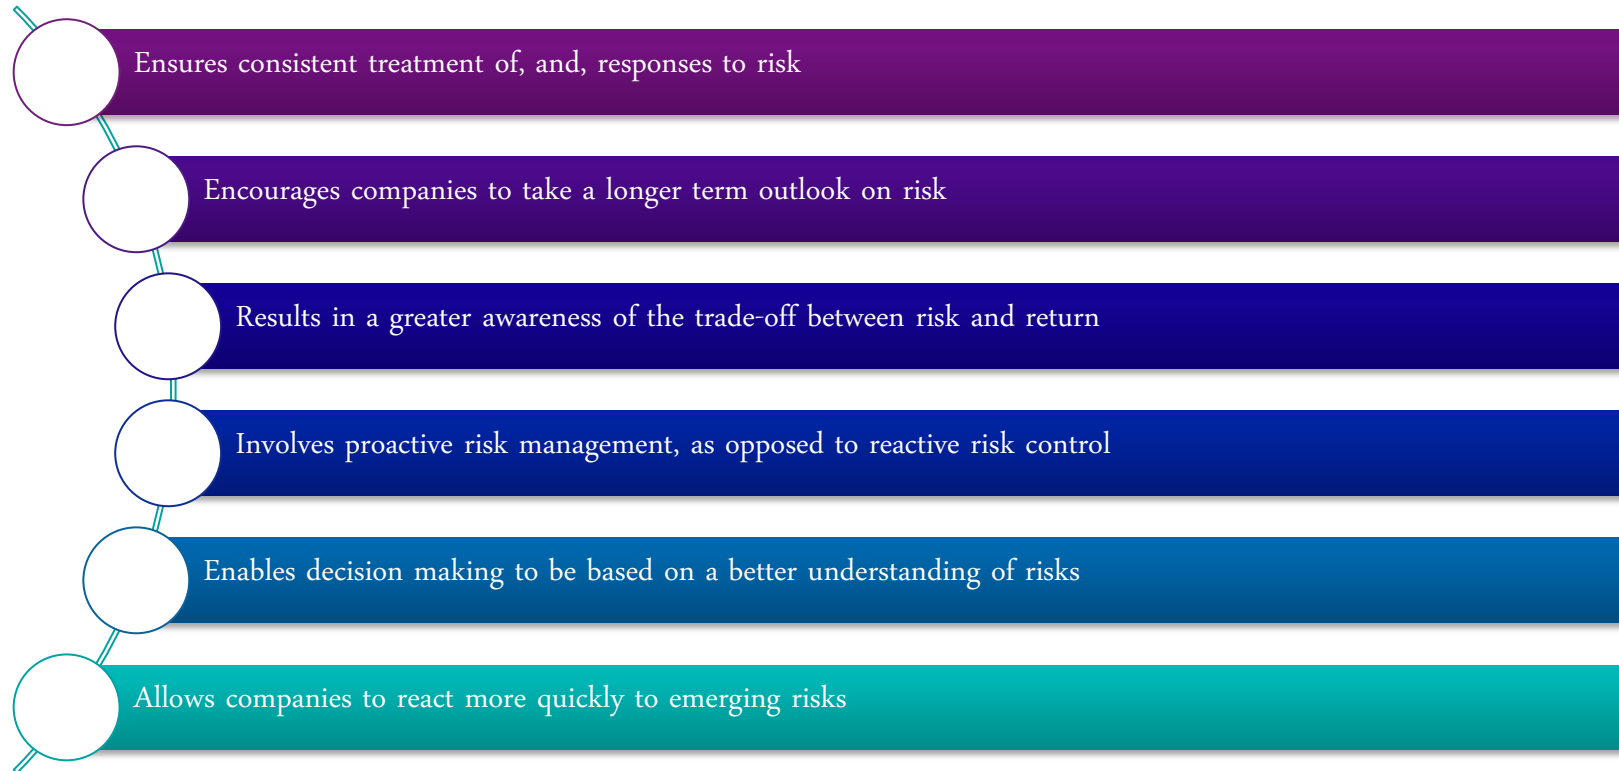 Ensures consistent treatment of, and, responses to risk
Encourages companies to take a longer term outlook on risk
Results in a greater awareness of the trade-off between risk and return
Involves proactive risk management, as opposed to reactive risk control
Enables decision making to be based on a better understanding of risks
Allows companies to react more quickly to emerging risks